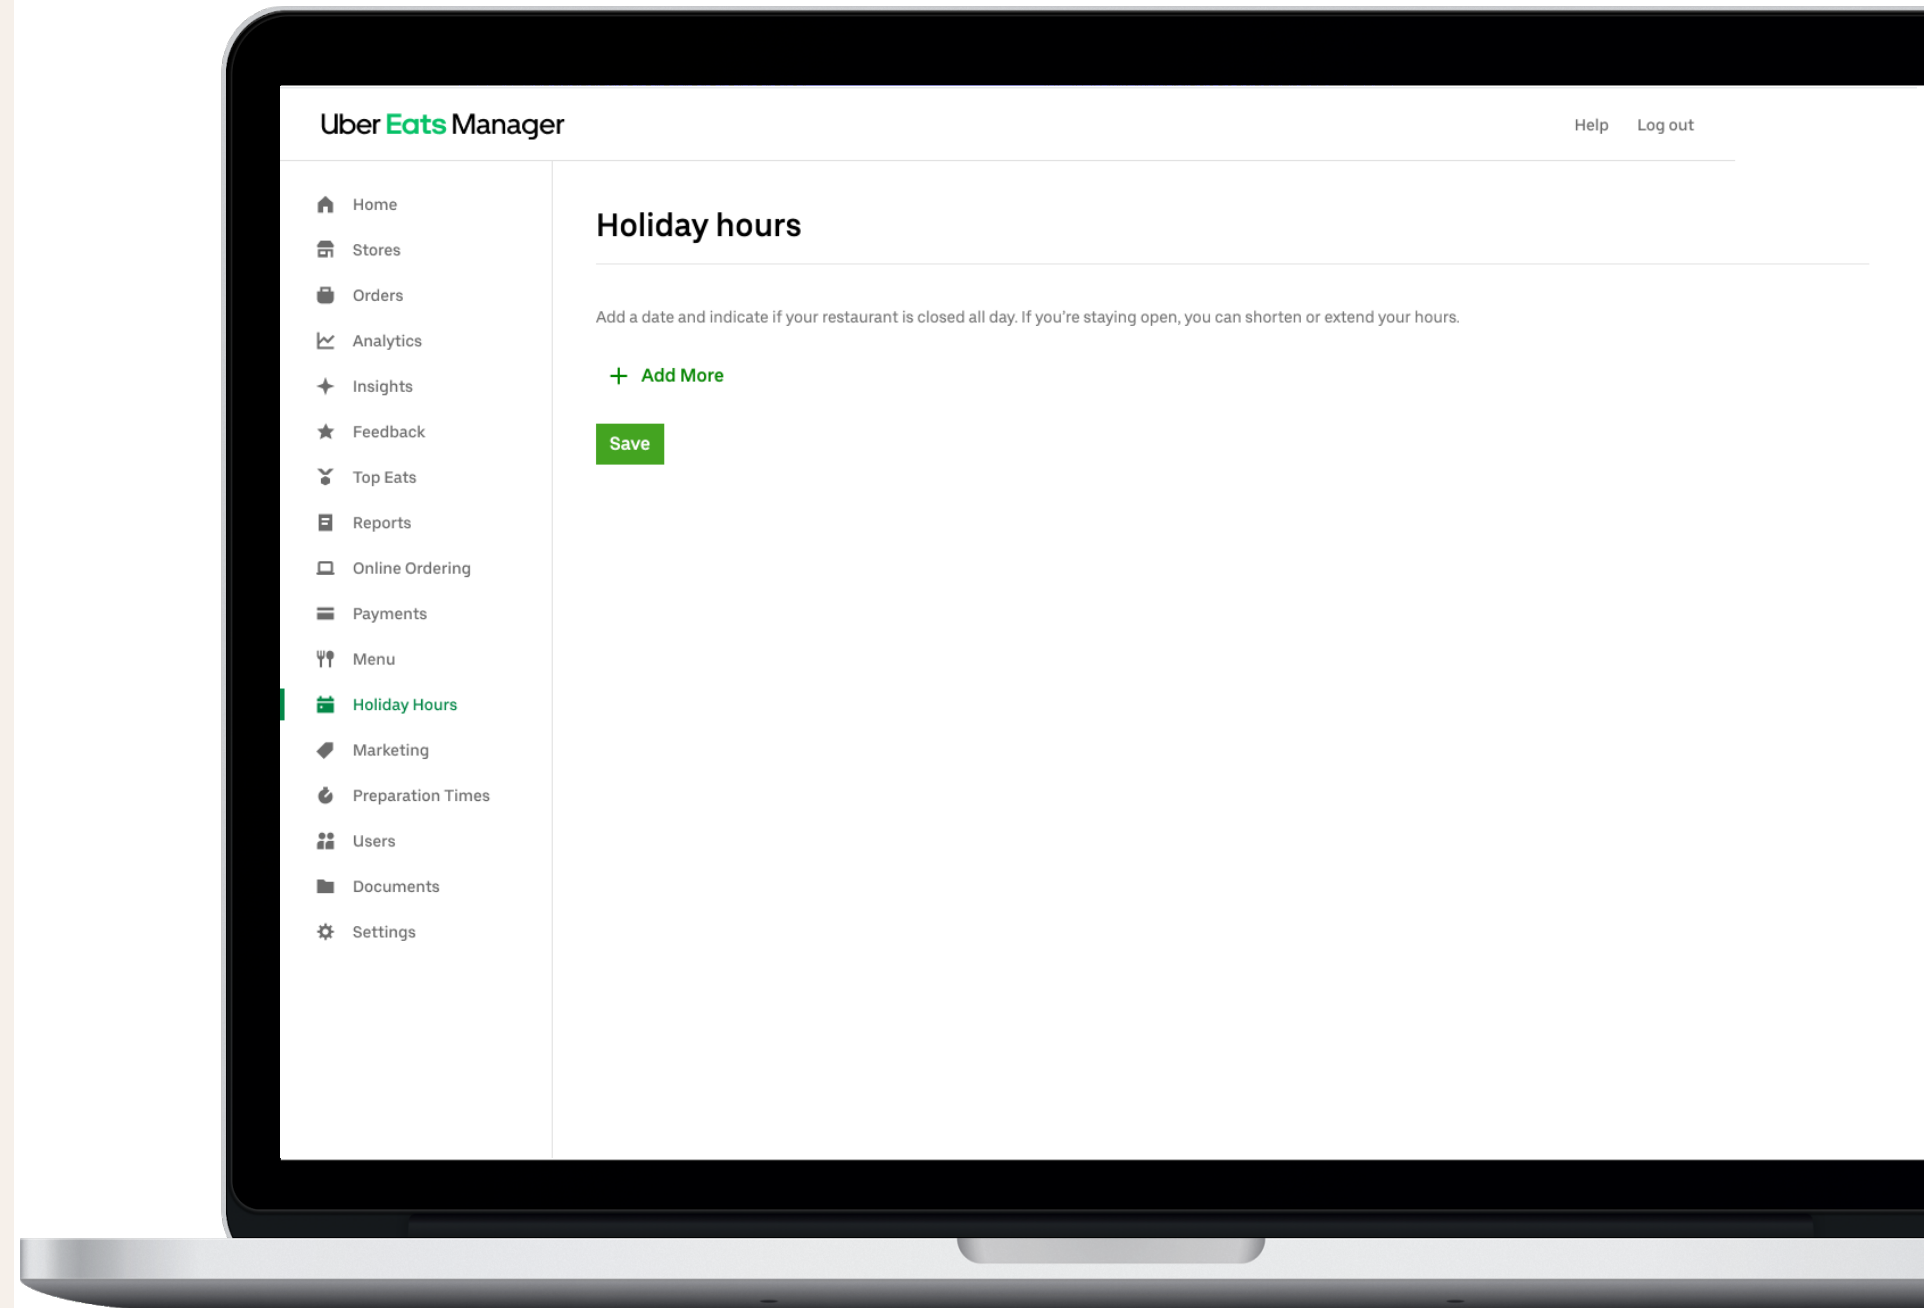 Uber Eats Manager
Help Log out
Home
Stores
Orders
Analytics
Insights
Feedback
Top Eats
Reports
Online Ordering
Payments
Menu
Holiday Hours
Marketing
Preparation Times
Users
Documents
Settings
Holiday hours
Add a date and indicate if your restaurant is closed all day. If you’re staying open, you can shorten or extend your hours.
+ Add More
Save